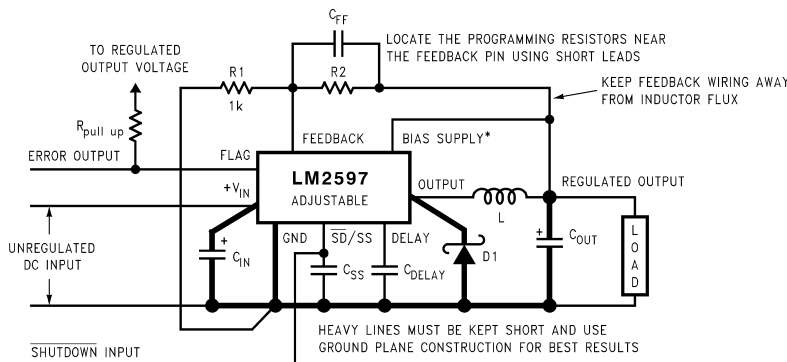 C_FF
LOCATE THE PROGRAMMING RESISTORS NEAR
THE FEEDBACK PIN USING SHORT LEADS
TO REGULATED
OUTPUT VOLTAGE
R1
1k
R2
KEEP FEEDBACK WIRING AWAY
FROM INDUCTOR FLUX
R_pull up
FEEDBACK
BIAS SUPPLY*
ERROR OUTPUT
FLAG
LM2597
ADJUSTABLE
+V_IN
OUTPUT
REGULATED OUTPUT
L
UNREGULATED
DC INPUT
+
C_IN
GND
S̅D̅/SS
DELAY
C_SS
C_DELAY
D1
+
C_OUT
LOAD
HEAVY LINES MUST BE KEPT SHORT AND USE
GROUND PLANE CONSTRUCTION FOR BEST RESULTS
S̅H̅U̅T̅D̅O̅W̅N̅ INPUT